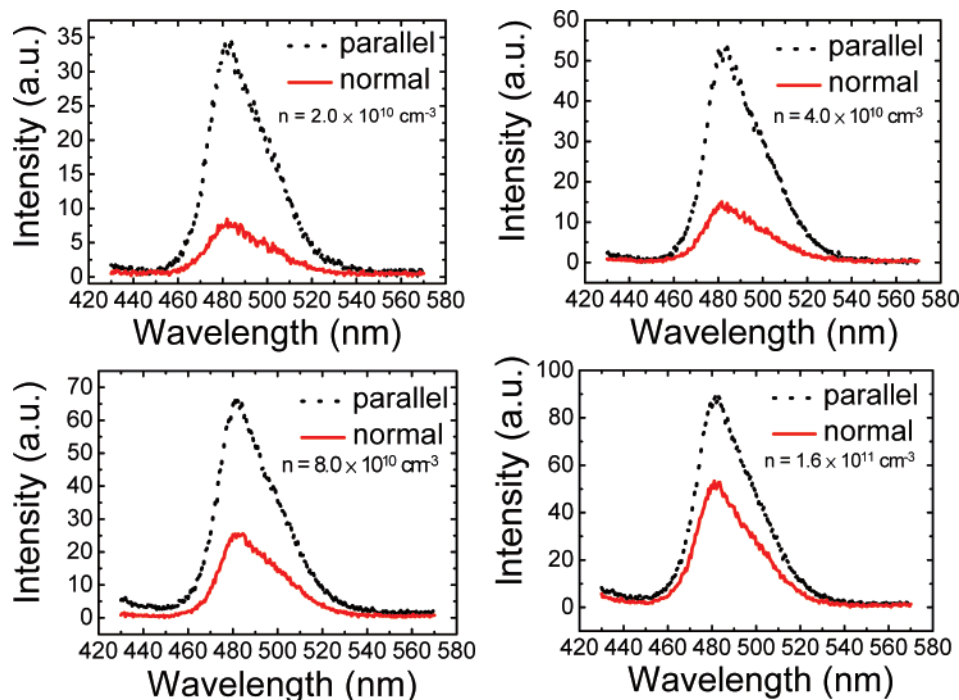 Intensity (a.u.)
35
30
25
20
15
10
5
0
parallel
normal
n = 2.0 × 10¹⁰ cm⁻³
420 440 460 480 500 520 540 560 580
Wavelength (nm)
Intensity (a.u.)
60
50
40
30
20
10
0
parallel
normal
n = 4.0 × 10¹⁰ cm⁻³
420 440 460 480 500 520 540 560 580
Wavelength (nm)
Intensity (a.u.)
70
60
50
40
30
20
10
0
parallel
normal
n = 8.0 × 10¹⁰ cm⁻³
420 440 460 480 500 520 540 560 580
Wavelength (nm)
Intensity (a.u.)
100
80
60
40
20
0
parallel
normal
n = 1.6 × 10¹¹ cm⁻³
420 440 460 480 500 520 540 560 580
Wavelength (nm)